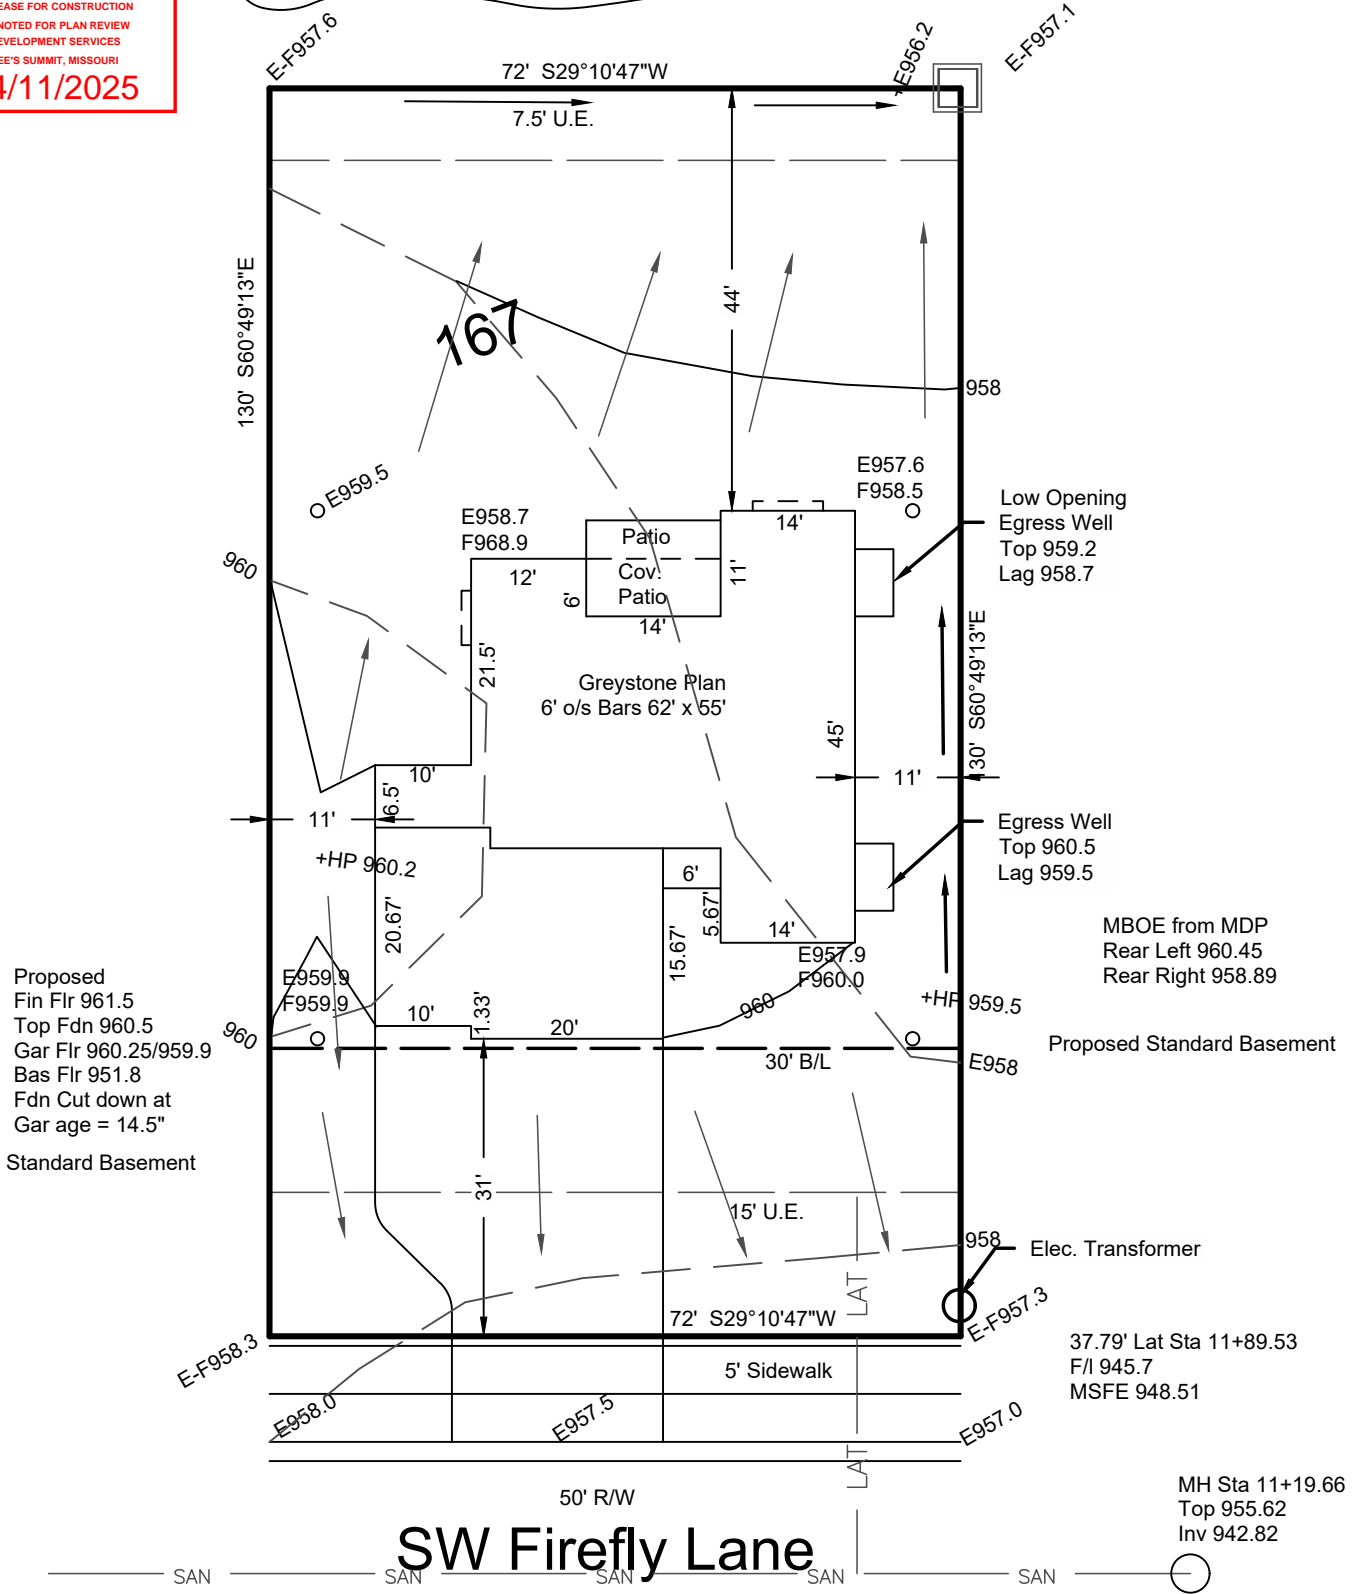 NOTED FOR PLAN REVIEW
4/11/2025
E-F957.6
72'  S29°10'47"W
+E956.2
E-F957.1
7.5' U.E.
130'  S60°49'13"E
44'
167
958
E959.5
E957.6
F958.5
E958.7
F968.9
Low Opening
Egress Well
Top 959.2
Lag 958.7
Patio
14'
960
12'
Cov.
Patio
11'
6'
14'
21.5'
Greystone Plan
6' o/s Bars 62' x 55'
130'  S60°49'13"E
45'
10'
11'
6.5'
11'
Egress Well
Top 960.5
Lag 959.5
+HP 960.2
6'
20.67'
5.67'
15.67'
14'
MBOE from MDP
Rear Left 960.45
Rear Right 958.89
E957.9
F960.0
E959.9
F959.9
+HP 959.5
Proposed
Fin Flr 961.5
Top Fdn 960.5
Gar Flr 960.25/959.9
Bas Flr 951.8
Fdn Cut down at
Gar age = 14.5"
Standard Basement
960
10'
1.33'
20'
960
30' B/L
E958
Proposed Standard Basement
31'
15' U.E.
958
Elec. Transformer
LAT
72'  S29°10'47"W
E-F957.3
E-F958.3
5' Sidewalk
37.79' Lat Sta 11+89.53
F/l 945.7
MSFE 948.51
E958.0
E957.5
E957.0
LAT
50' R/W
SW Firefly Lane
MH Sta 11+19.66
Top 955.62
Inv 942.82
SAN SAN SAN SAN SAN